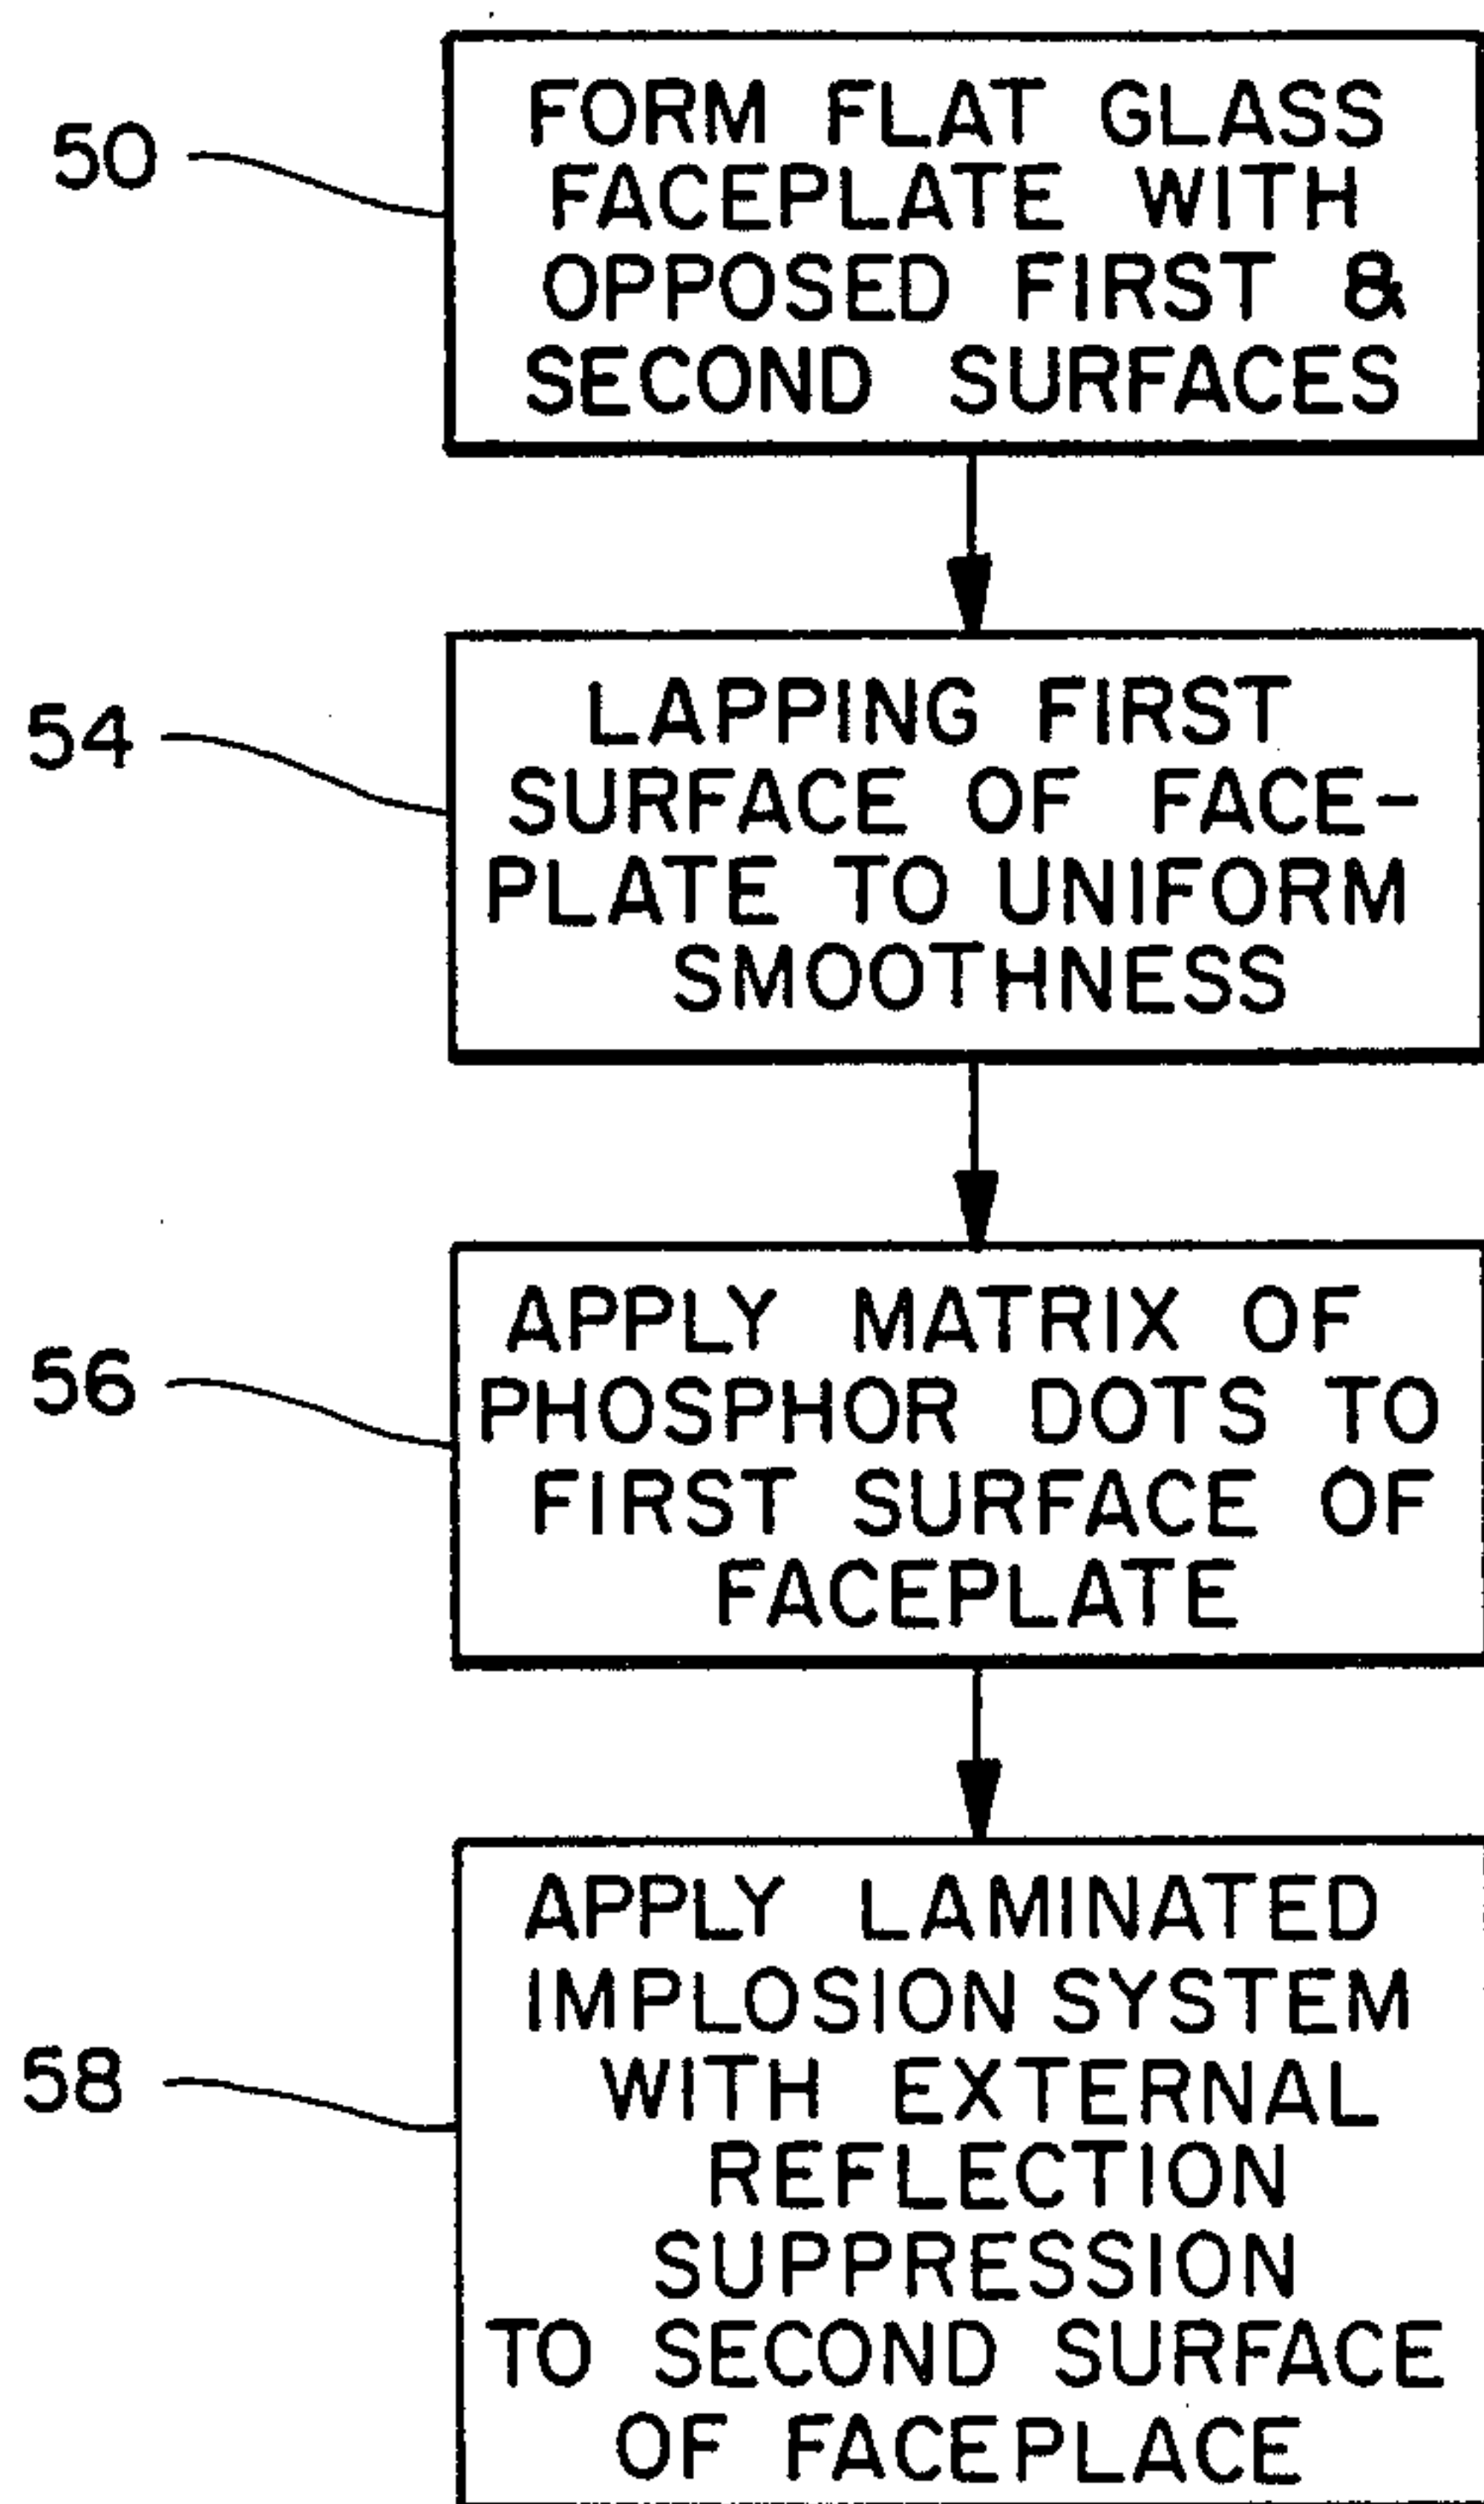 50
FORM FLAT GLASS
FACEPLATE WITH
OPPOSED FIRST &
SECOND SURFACES
54
LAPPING FIRST
SURFACE OF FACE-
PLATE TO UNIFORM
SMOOTHNESS
56
APPLY MATRIX OF
PHOSPHOR DOTS TO
FIRST SURFACE OF
FACEPLATE
58
APPLY LAMINATED
IMPLOSION SYSTEM
WITH EXTERNAL
REFLECTION
SUPPRESSION
TO SECOND SURFACE
OF FACEPLACE